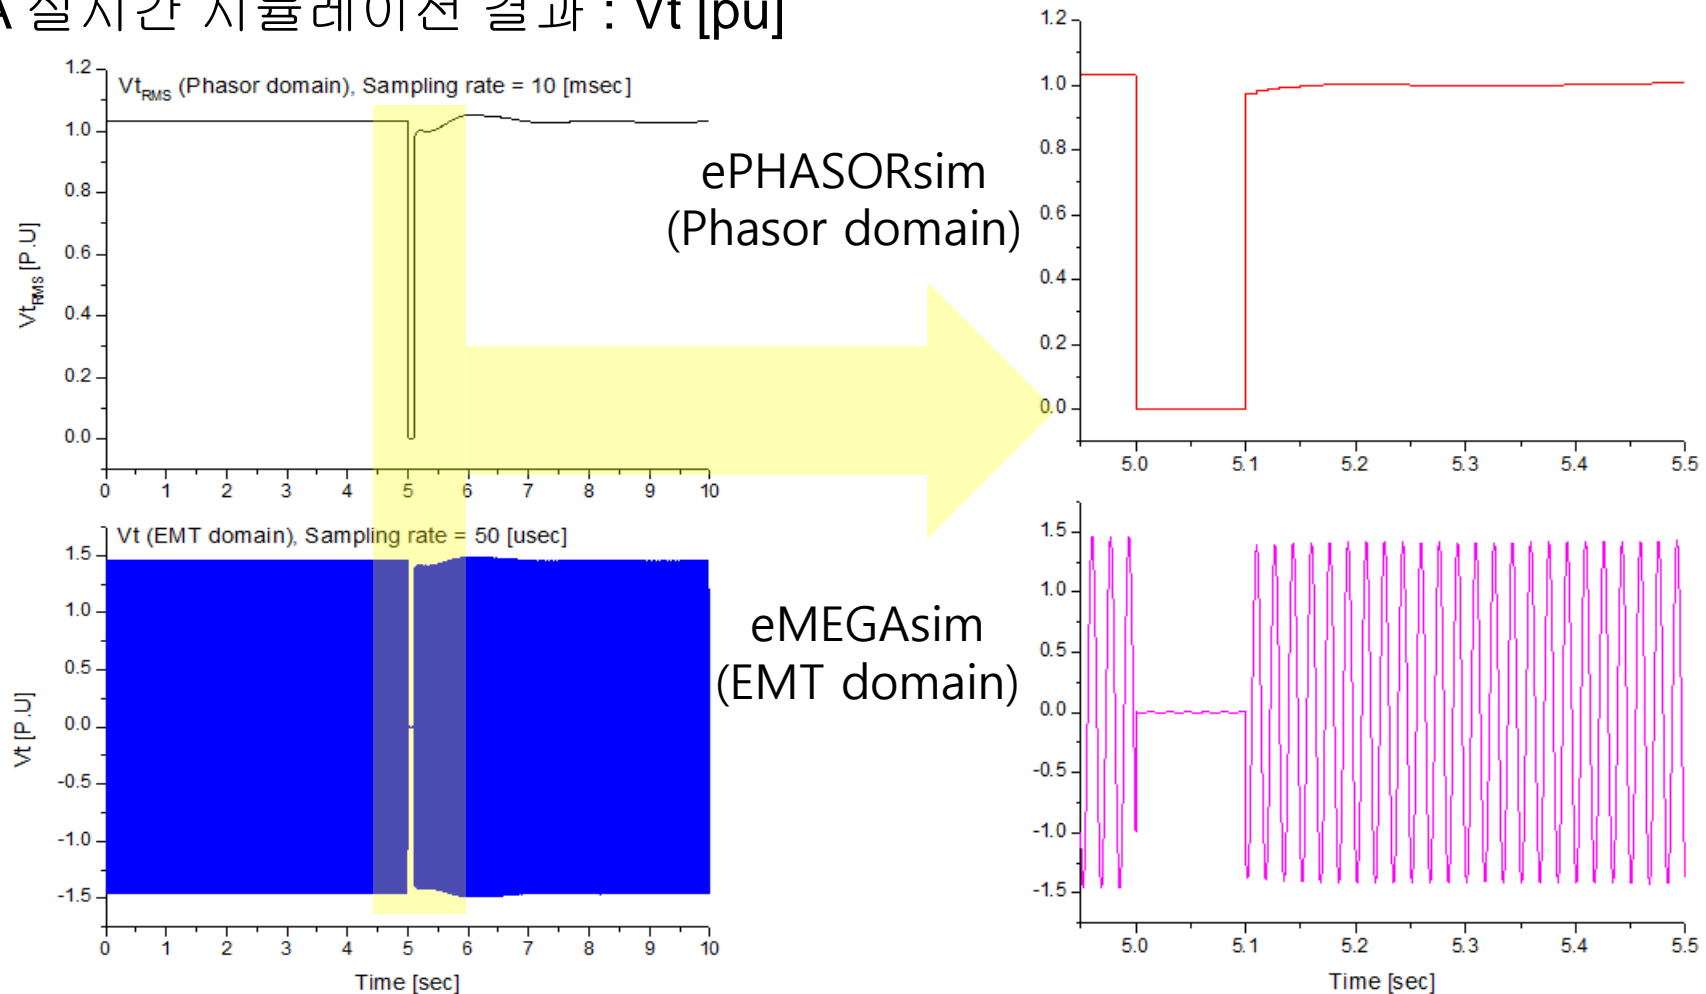 A 실시간 시뮬레이션 결과 : Vt [pu]
Vt_RMS (Phasor domain), Sampling rate = 10 [msec]
Vt_RMS [P.U]
1.2
1.0
0.8
0.6
0.4
0.2
0.0
0 1 2 3 4 5 6 7 8 9 10
ePHASORsim
(Phasor domain)
1.2
1.0
0.8
0.6
0.4
0.2
0.0
5.0 5.1 5.2 5.3 5.4 5.5
Vt (EMT domain), Sampling rate = 50 [usec]
Vt [P.U]
1.5
1.0
0.5
0.0
-0.5
-1.0
-1.5
0 1 2 3 4 5 6 7 8 9 10
Time [sec]
eMEGAsim
(EMT domain)
1.5
1.0
0.5
0.0
-0.5
-1.0
-1.5
5.0 5.1 5.2 5.3 5.4 5.5
Time [sec]